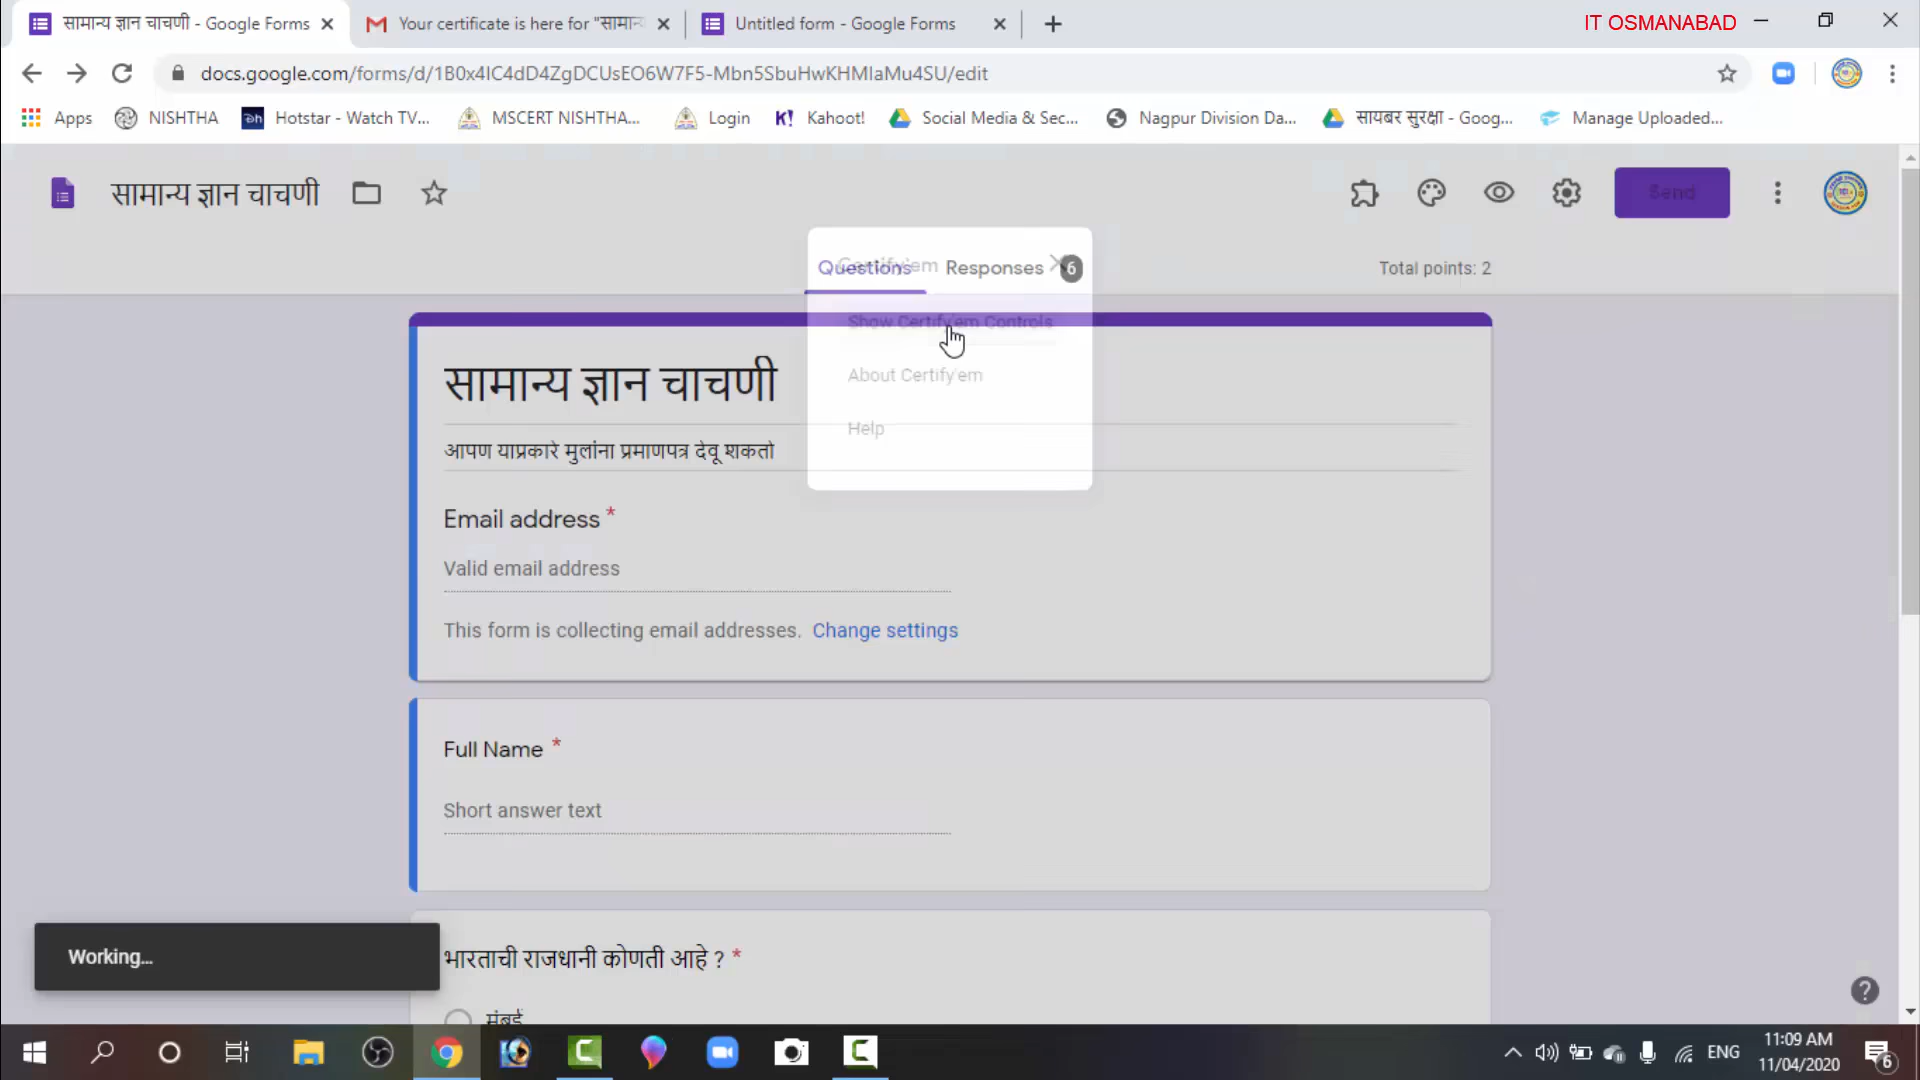 सामान्य ज्ञान चाचणी - Google Forms
Your certificate is here for "सामान
Untitled form - Google Forms
IT OSMANABAD
docs.google.com/forms/d/1B0x4IC4dD4ZgDCUsEO6W7F5-Mbn5SbuHwKHMIaMu4SU/edit
Apps
NISHTHA
Hotstar - Watch TV...
MSCERT NISHTHA...
Login
Kahoot!
Social Media & Sec...
Nagpur Division Da...
सायबर सुरक्षा - Goog...
Manage Uploaded...
सामान्य ज्ञान चाचणी
Send
Certify'em
Questions
Responses 6
Total points: 2
Show Certify'em Controls
About Certify'em
Help
सामान्य ज्ञान चाचणी
आपण याप्रकारे मुलांना प्रमाणपत्र देवू शकतो
Email address *
Valid email address
This form is collecting email addresses. Change settings
Full Name *
Short answer text
Working...
भारताची राजधानी कोणती आहे ? *
मुंबई
ENG
11:09 AM
11/04/2020
6